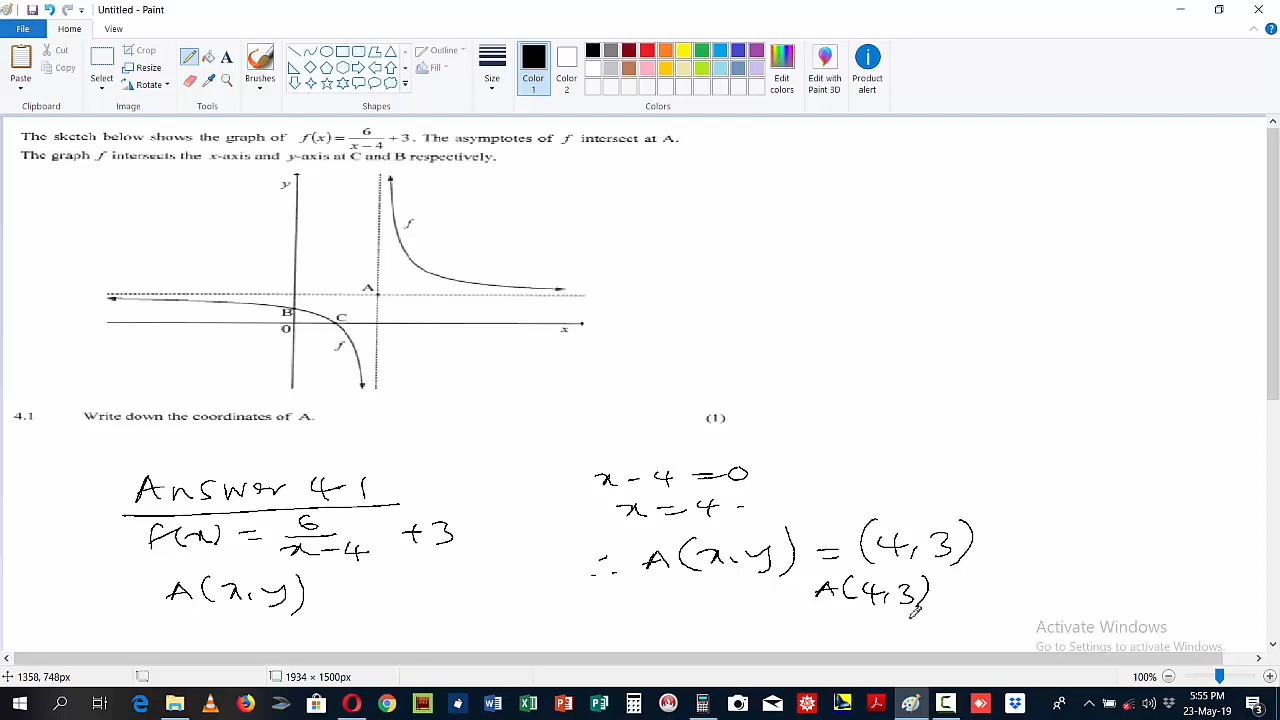 Untitled - Paint
File Home View
Paste Cut Copy Clipboard
Select Crop Resize Rotate Image
Tools
Brushes
Outline Fill Shapes
Size
Color 1 Color 2 Edit colors Colors
Edit with Paint 3D
Product alert
The sketch below shows the graph of f(x) = 6/(x−4) + 3. The asymptotes of f intersect at A.
The graph f intersects the x-axis and y-axis at C and B respectively.
y
f
A
B
C
0
x
f
4.1 Write down the coordinates of A. (1)
Answer 4.1
f(x) = 6/(x−4) + 3
A(x,y)
x − 4 = 0
x = 4
∴ A(x,y) = (4,3)
A(4,3)
Activate Windows
Go to Settings to activate Windows.
1358, 748px 1934 × 1500px 100%
5:55 PM
23-May-19